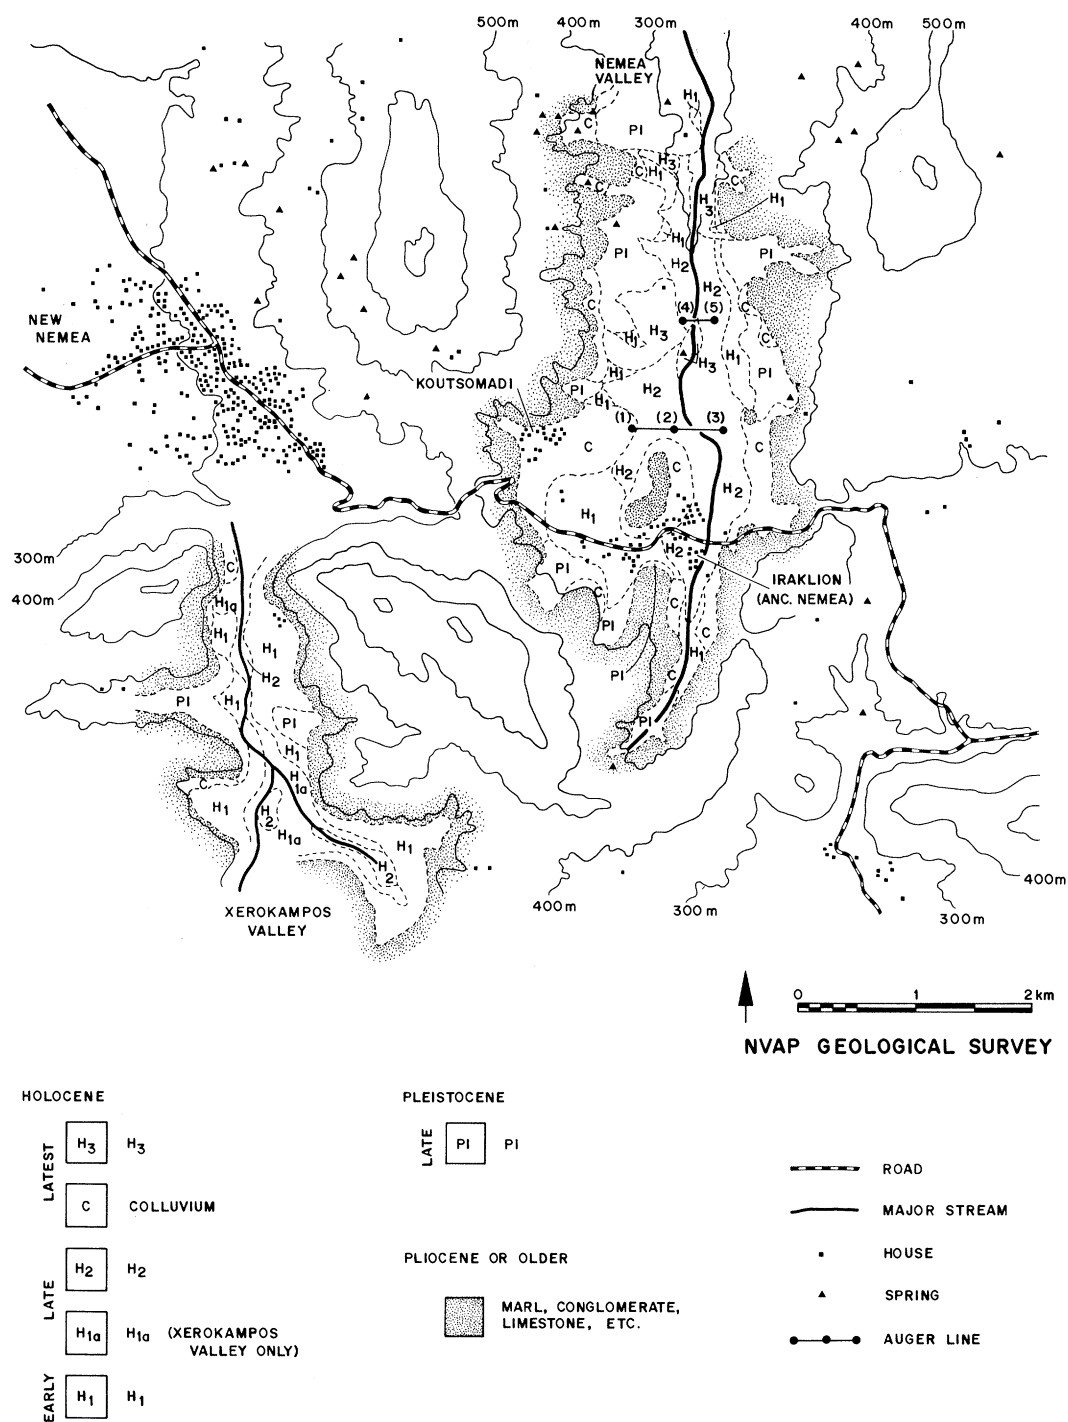 500m 400m 300m 400m 500m
NEMEA
VALLEY
H1
C
PI
H3
C H1
C
C
H3
H1
H1
PI
PI
H2
H2
C
C
(4) (5)
NEW
NEMEA
H3
H1
C
H1
H3
PI
H1
KOUTSOMADI
PI
H2
H1
(1) (2) (3)
C
C
H2
C
H2
H1
300m
H2
C
PI
IRAKLION
(ANC. NEMEA)
400m
H1a
C
C
H1
PI
C
H1
H1
H2
PI
C
H1
PI
PI
PI
H1
H1a
C
H1
H2
H1a
H1
H2
400m
400m
300m
300m
XEROKAMPOS
VALLEY
0 1 2 km
NVAP GEOLOGICAL SURVEY
HOLOCENE
PLEISTOCENE
LATEST
H3 H3
LATE
PI PI
ROAD
C COLLUVIUM
MAJOR STREAM
LATE
H2 H2
PLIOCENE OR OLDER
HOUSE
SPRING
MARL, CONGLOMERATE,
LIMESTONE, ETC.
H1a H1a (XEROKAMPOS
VALLEY ONLY)
AUGER LINE
EARLY
H1 H1